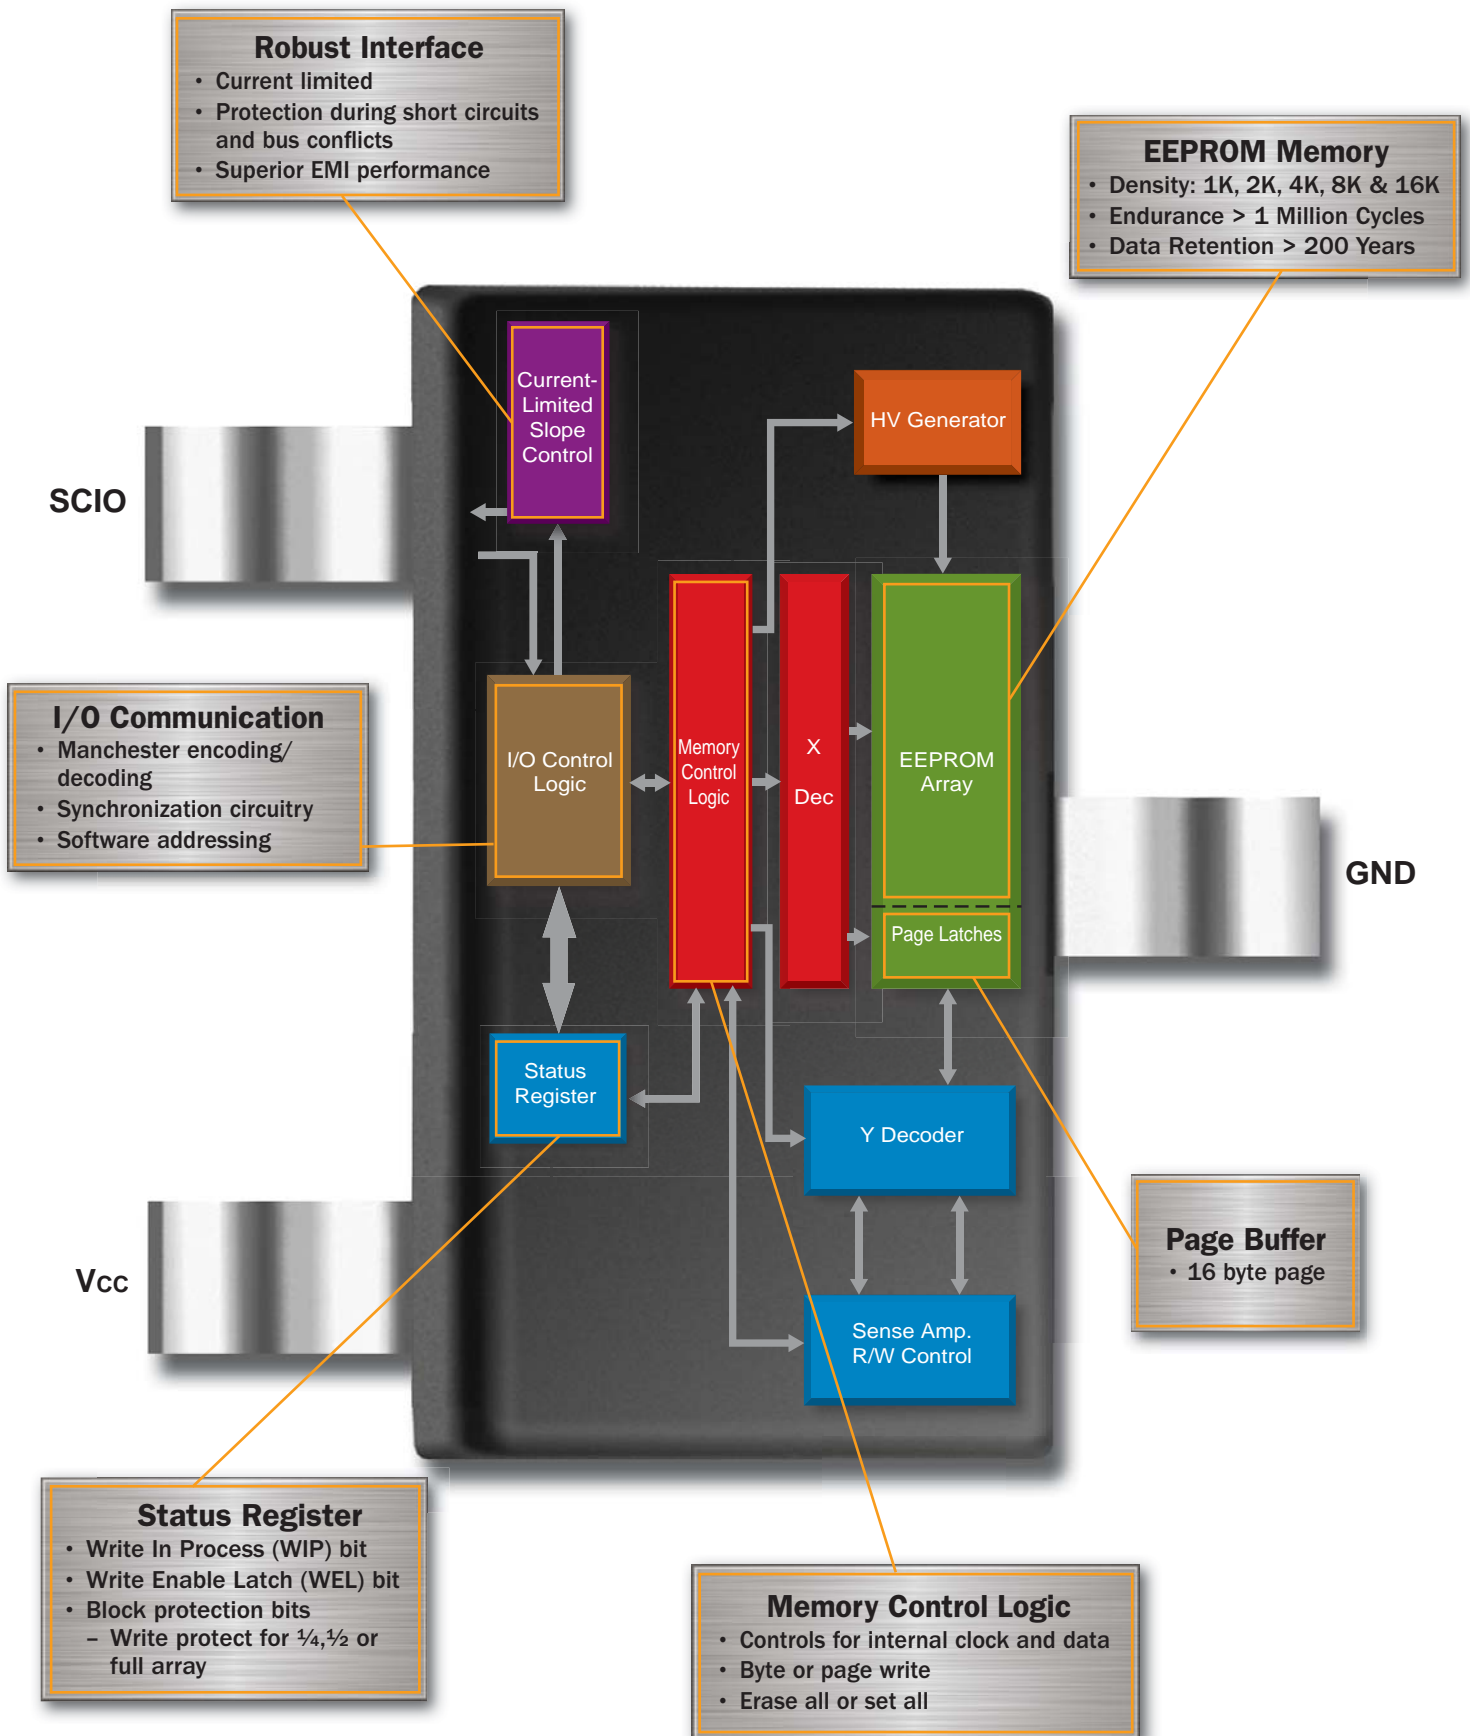 Robust Interface
• Current limited
• Protection during short circuits
and bus conflicts
• Superior EMI performance
EEPROM Memory
• Density: 1K, 2K, 4K, 8K & 16K
• Endurance > 1 Million Cycles
• Data Retention > 200 Years
Current-
Limited
Slope
Control
HV Generator
SCIO
I/O Communication
• Manchester encoding/
decoding
• Synchronization circuitry
• Software addressing
I/O Control
Logic
Memory
Control
Logic
X
Dec
EEPROM
Array
Page Latches
GND
Status
Register
Y Decoder
Vcc
Sense Amp.
R/W Control
Page Buffer
• 16 byte page
Status Register
• Write In Process (WIP) bit
• Write Enable Latch (WEL) bit
• Block protection bits
– Write protect for ¼,½ or
full array
Memory Control Logic
• Controls for internal clock and data
• Byte or page write
• Erase all or set all